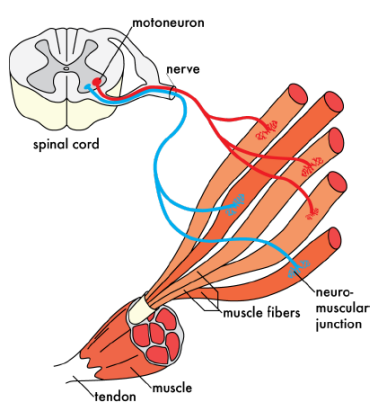 motoneuron
nerve
spinal cord
neuro-
muscular
junction
muscle fibers
muscle
tendon